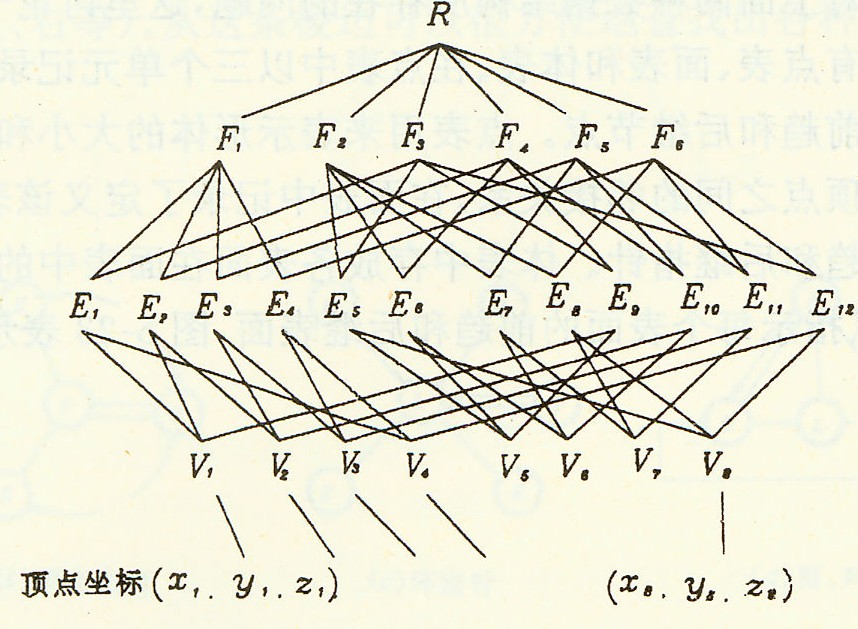 R
F₁ F₂ F₃ F₄ F₅ F₆
E₁ E₂ E₃ E₄ E₅ E₆ E₇ E₈ E₉ E₁₀ E₁₁ E₁₂
V₁ V₂ V₃ V₄ V₅ V₆ V₇ V₈
顶点坐标(x₁. y₁. z₁) (x₈. y₈. z₈)